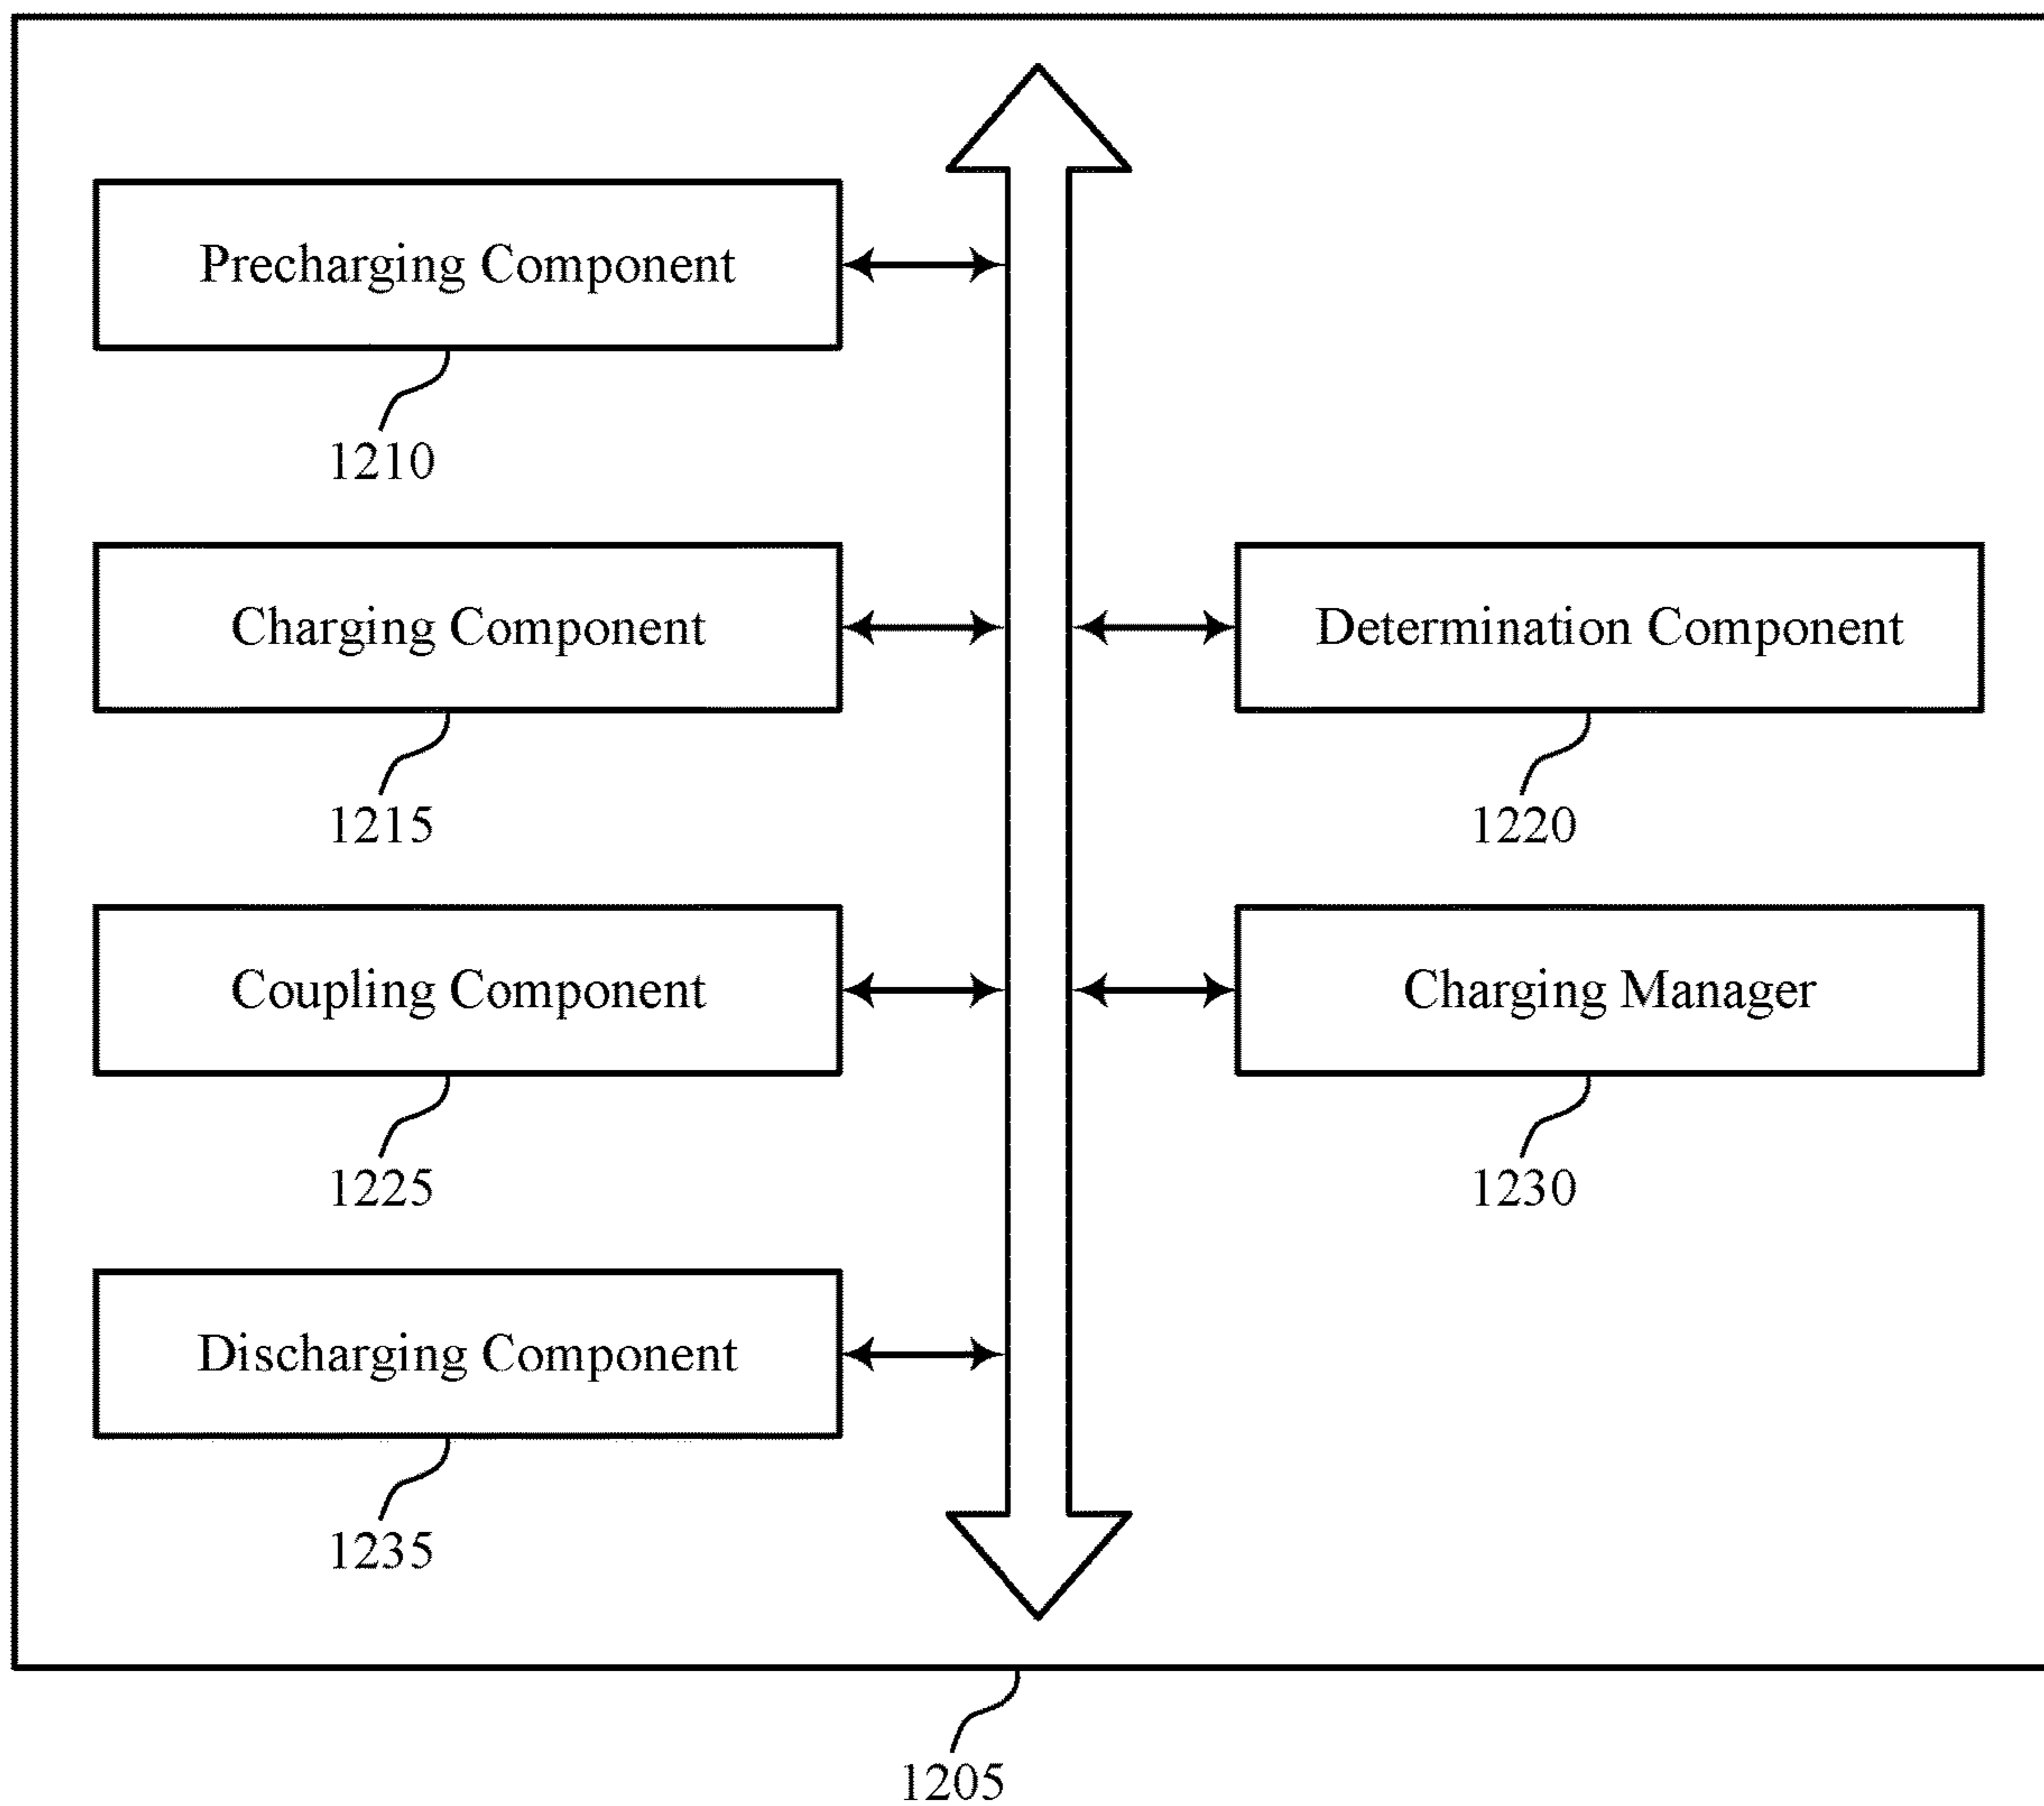 Precharging Component
1210
Charging Component
Determination Component
1215
1220
Coupling Component
Charging Manager
1225
1230
Discharging Component
1235
1205